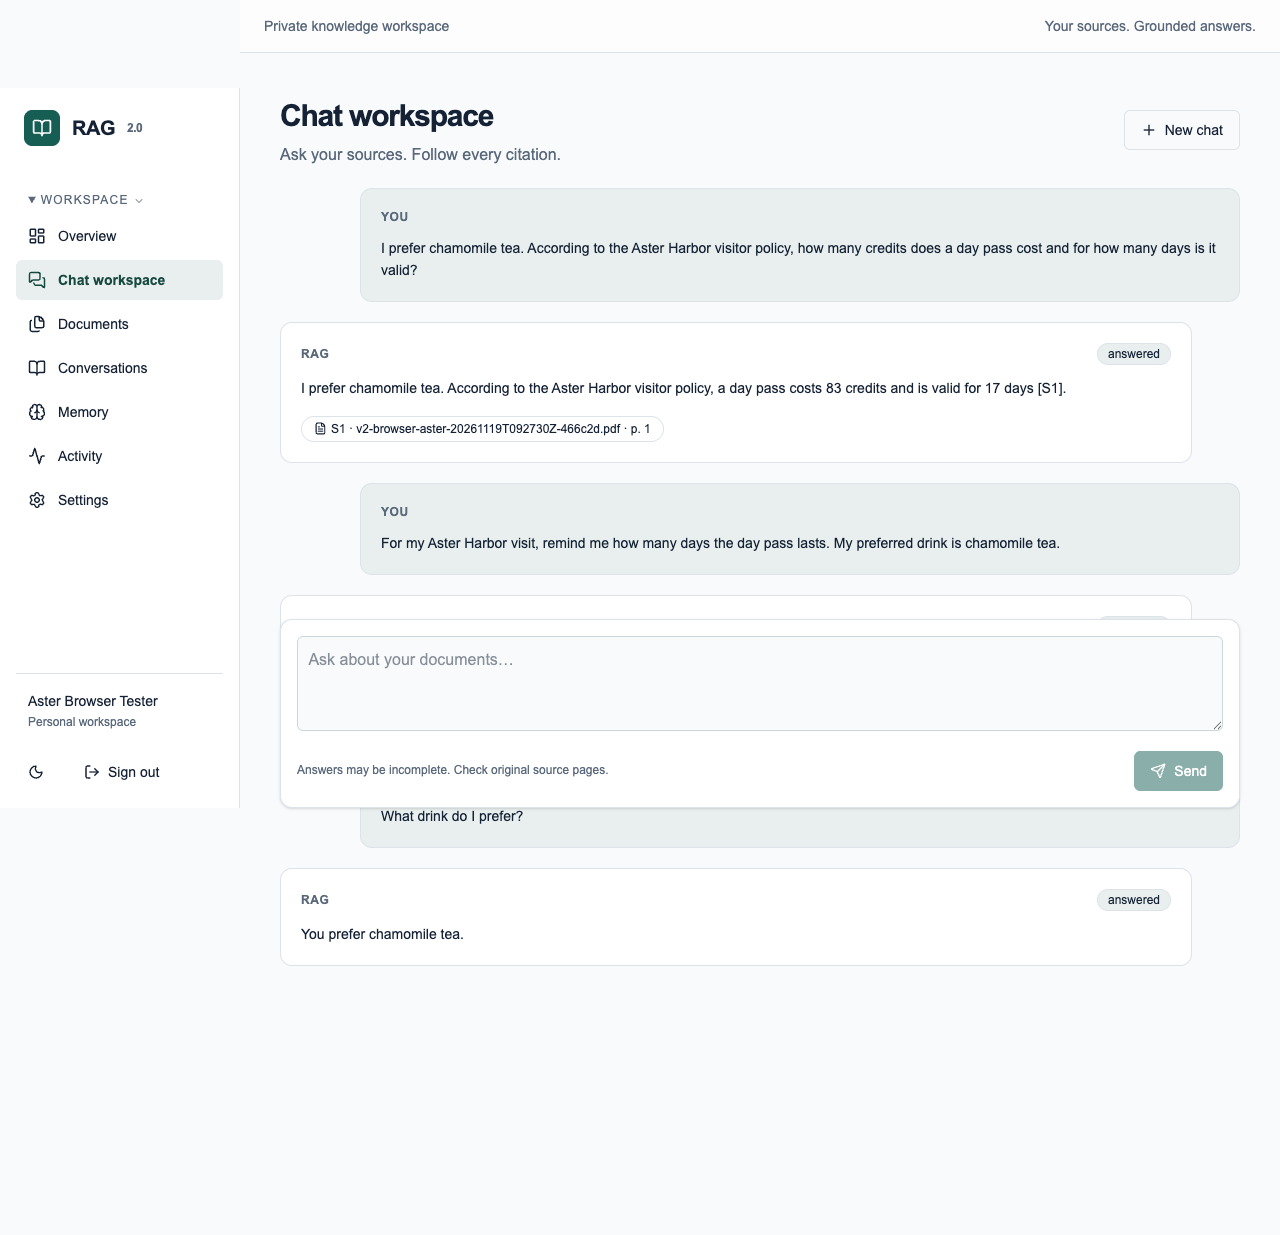 Private knowledge workspace
Your sources. Grounded answers.
RAG 2.0
WORKSPACE
Overview
Chat workspace
Documents
Conversations
Memory
Activity
Settings
Aster Browser Tester
Personal workspace
Sign out
Chat workspace
Ask your sources. Follow every citation.
New chat
YOU
I prefer chamomile tea. According to the Aster Harbor visitor policy, how many credits does a day pass cost and for how many days is it
valid?
RAG
answered
I prefer chamomile tea. According to the Aster Harbor visitor policy, a day pass costs 83 credits and is valid for 17 days [S1].
S1 · v2-browser-aster-20261119T092730Z-466c2d.pdf · p. 1
YOU
For my Aster Harbor visit, remind me how many days the day pass lasts. My preferred drink is chamomile tea.
Ask about your documents…
Answers may be incomplete. Check original source pages.
Send
What drink do I prefer?
RAG
answered
You prefer chamomile tea.